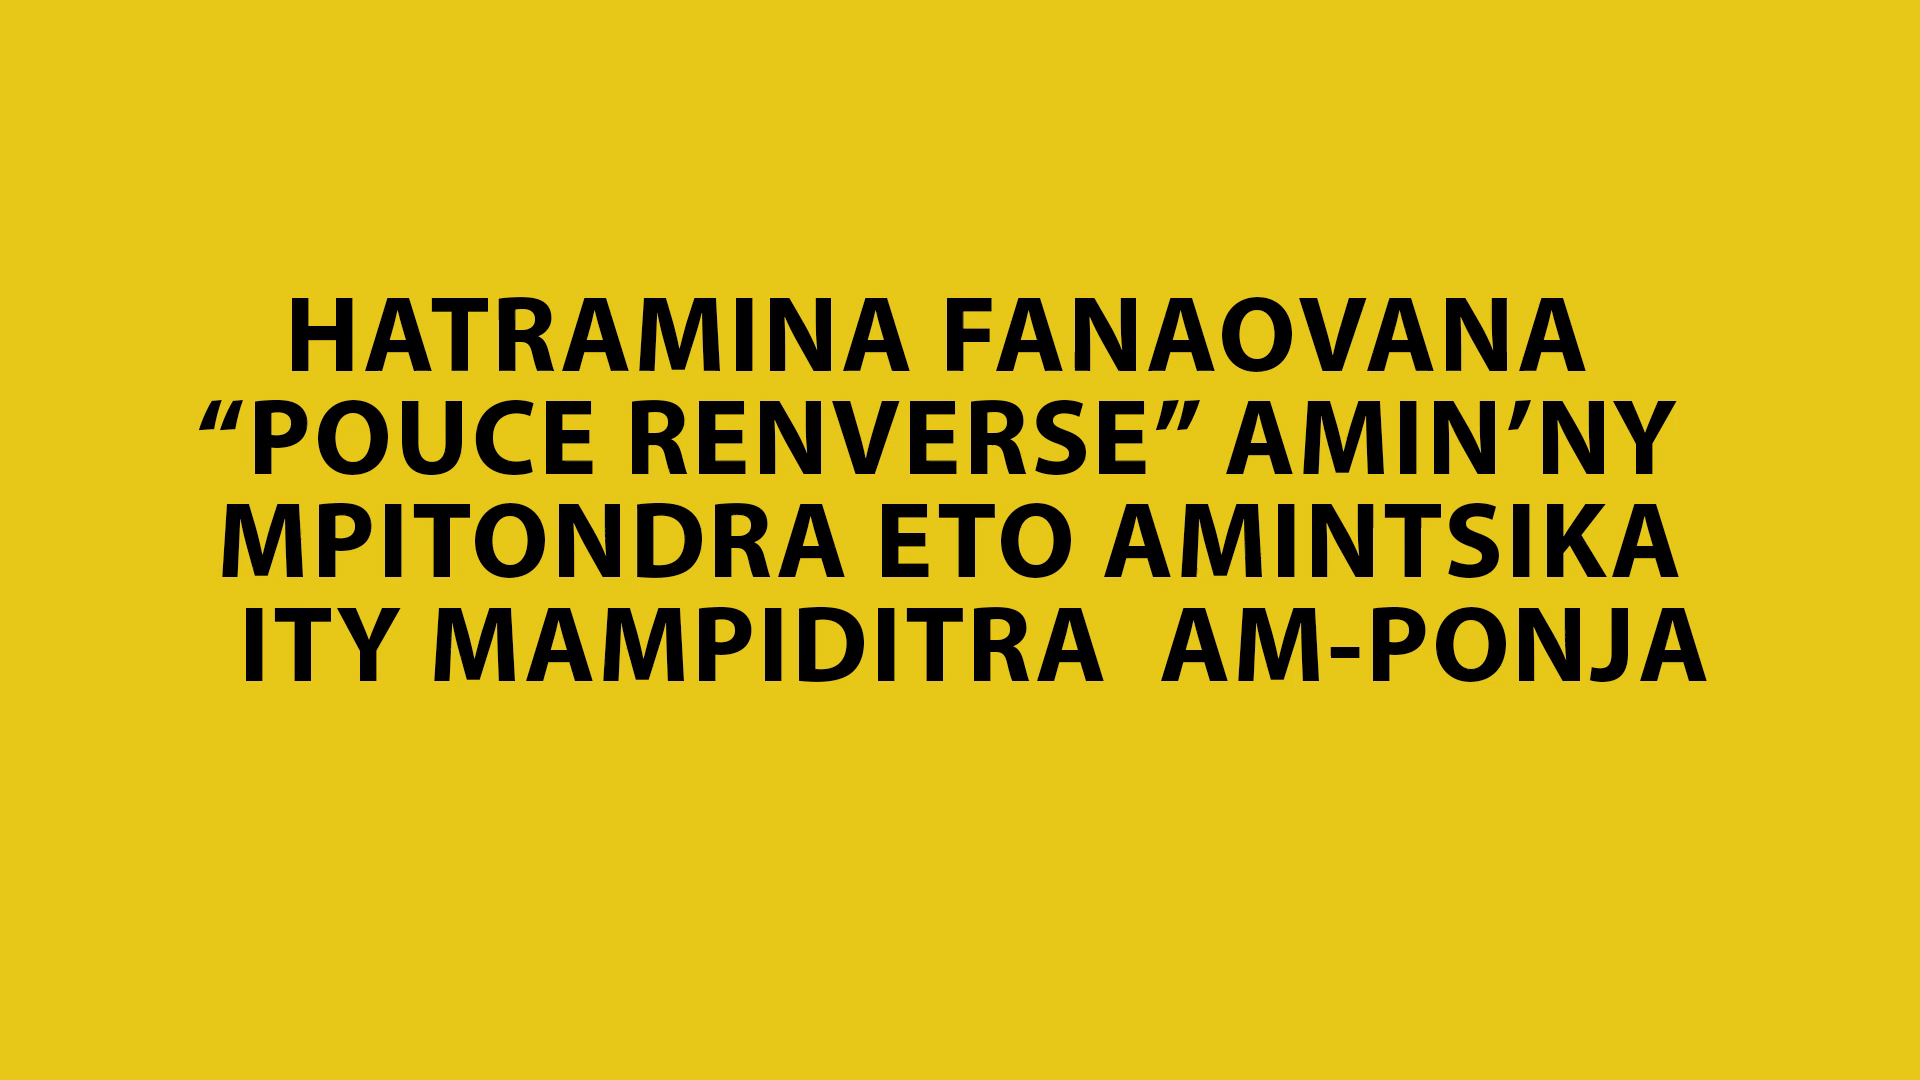 HATRAMINA FANAOVANA
“POUCE RENVERSE” AMIN’NY
MPITONDRA ETO AMINTSIKA
ITY MAMPIDITRA AM-PONJA